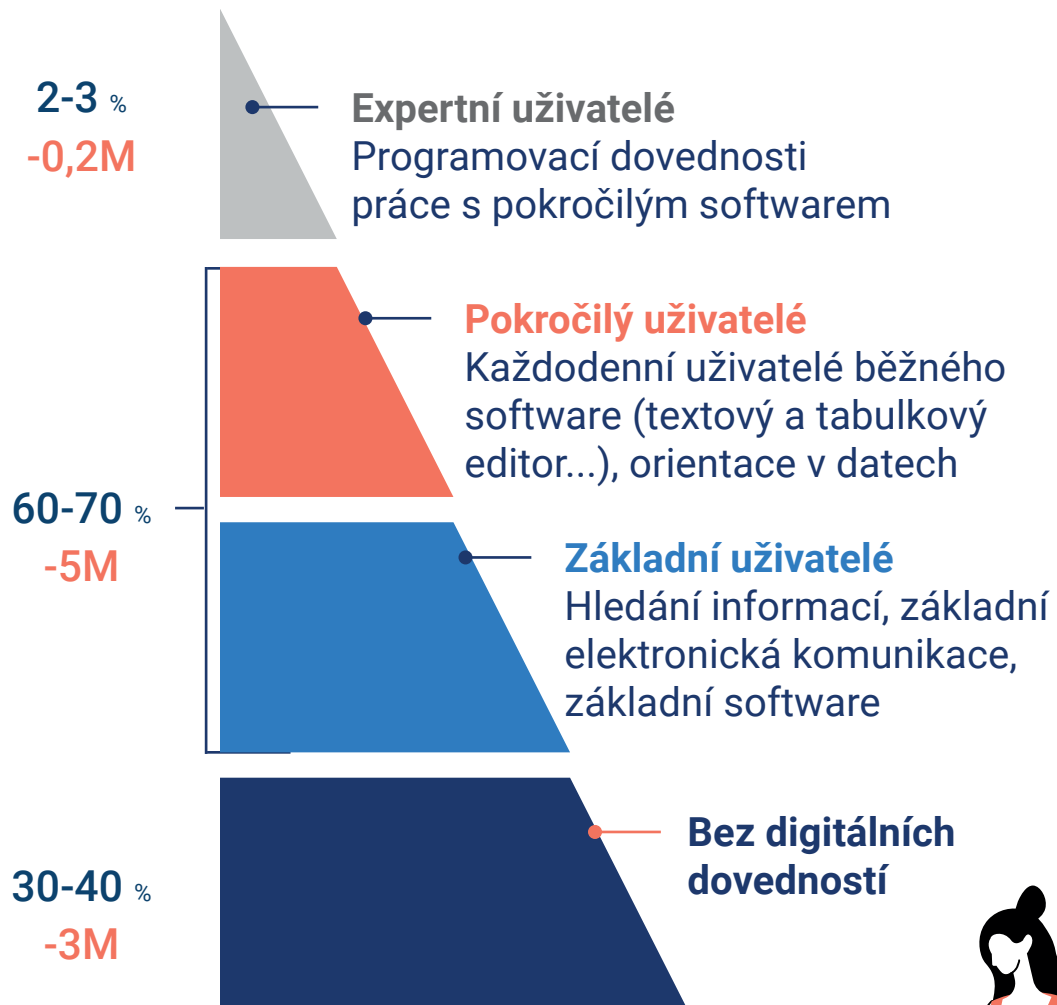 2-3 %
-0,2M
Expertní uživatelé
Programovací dovednosti
práce s pokročilým softwarem
Pokročilý uživatelé
Každodenní uživatelé běžného
software (textový a tabulkový
editor...), orientace v datech
60-70 %
-5M
Základní uživatelé
Hledání informací, základní
elektronická komunikace,
základní software
Bez digitálních
dovedností
30-40 %
-3M